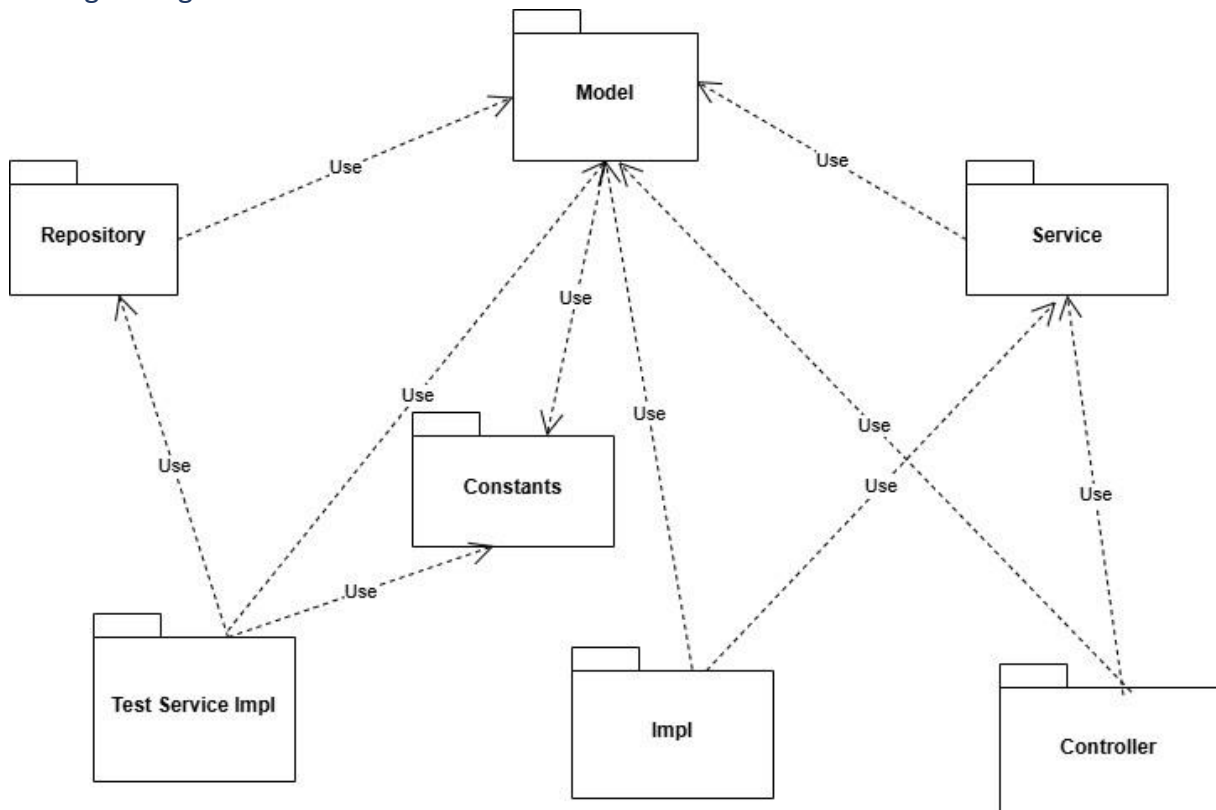 Model
Use
Use
Repository
Service
Use
Use
Use
Use
Use
Constants
Use
Use
Use
Test Service Impl
Impl
Controller